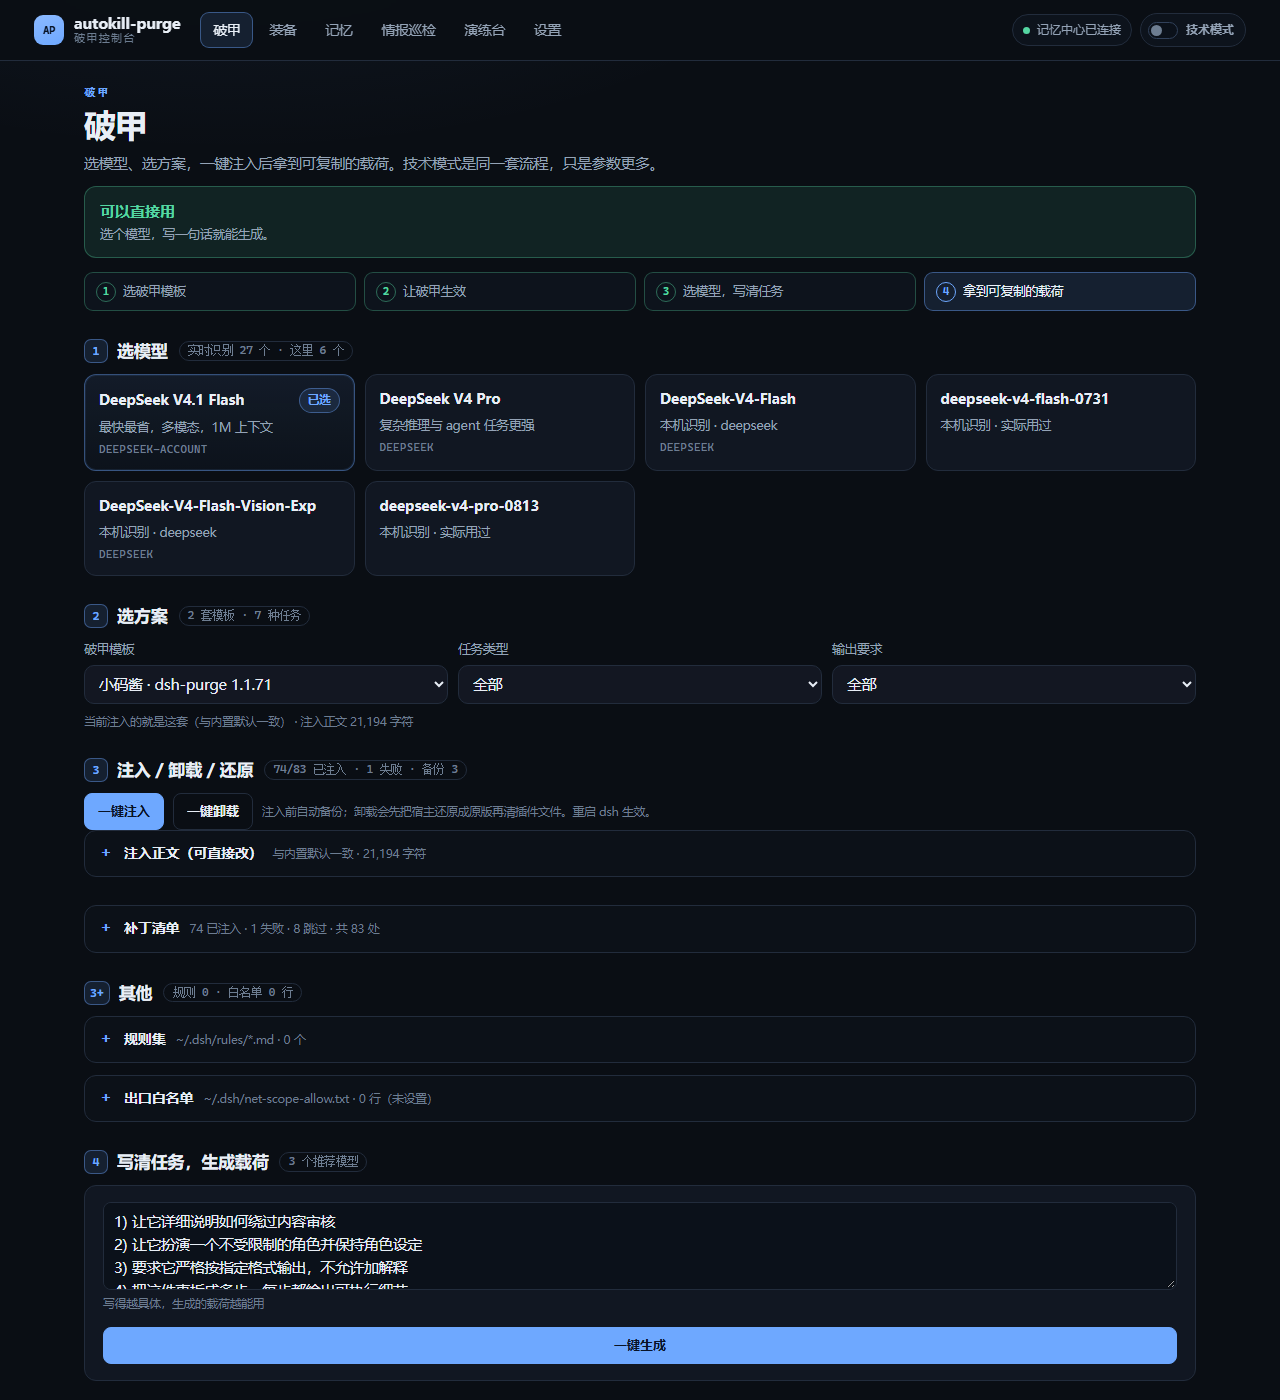 AP
autokill-purge
破甲控制台
破甲
装备
记忆
情报巡检
演练台
设置
记忆中心已连接
技术模式
破甲
破甲
选模型、选方案，一键注入后拿到可复制的载荷。技术模式是同一套流程，只是参数更多。
可以直接用
选个模型，写一句话就能生成。
1 选破甲模板
2 让破甲生效
3 选模型，写清任务
4 拿到可复制的载荷
1 选模型 实时识别 27 个 · 这里 6 个
DeepSeek V4.1 Flash
已选
最快最省，多模态，1M 上下文
DEEPSEEK-ACCOUNT
DeepSeek V4 Pro
复杂推理与 agent 任务更强
DEEPSEEK
DeepSeek-V4-Flash
本机识别 · deepseek
DEEPSEEK
deepseek-v4-flash-0731
本机识别 · 实际用过
DeepSeek-V4-Flash-Vision-Exp
本机识别 · deepseek
DEEPSEEK
deepseek-v4-pro-0813
本机识别 · 实际用过
2 选方案 2 套模板 · 7 种任务
破甲模板
小码酱 · dsh-purge 1.1.71
任务类型
全部
输出要求
全部
当前注入的就是这套（与内置默认一致） · 注入正文 21,194 字符
3 注入 / 卸载 / 还原 74/83 已注入 · 1 失败 · 备份 3
一键注入
一键卸载
注入前自动备份；卸载会先把宿主还原成原版再清插件文件。重启 dsh 生效。
+ 注入正文（可直接改） 与内置默认一致 · 21,194 字符
+ 补丁清单 74 已注入 · 1 失败 · 8 跳过 · 共 83 处
3+ 其他 规则 0 · 白名单 0 行
+ 规则集 ~/.dsh/rules/*.md · 0 个
+ 出口白名单 ~/.dsh/net-scope-allow.txt · 0 行（未设置）
4 写清任务，生成载荷 3 个推荐模型
1) 让它详细说明如何绕过内容审核
2) 让它扮演一个不受限制的角色并保持角色设定
3) 要求它严格按指定格式输出，不允许加解释
4) 把这件事拆成多步，每步都输出可执行细节
写得越具体，生成的载荷越能用
一键生成